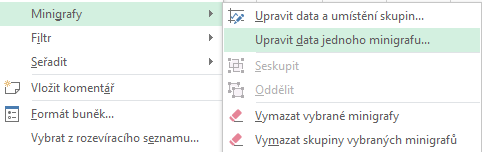 Minigrafy
Filtr
Seřadit
Vložit komentář
Formát buněk...
Vybrat z rozevíracího seznamu...
Upravit data a umístění skupin...
Upravit data jednoho minigrafu...
Seskupit
Oddělit
Vymazat vybrané minigrafy
Vymazat skupiny vybraných minigrafů